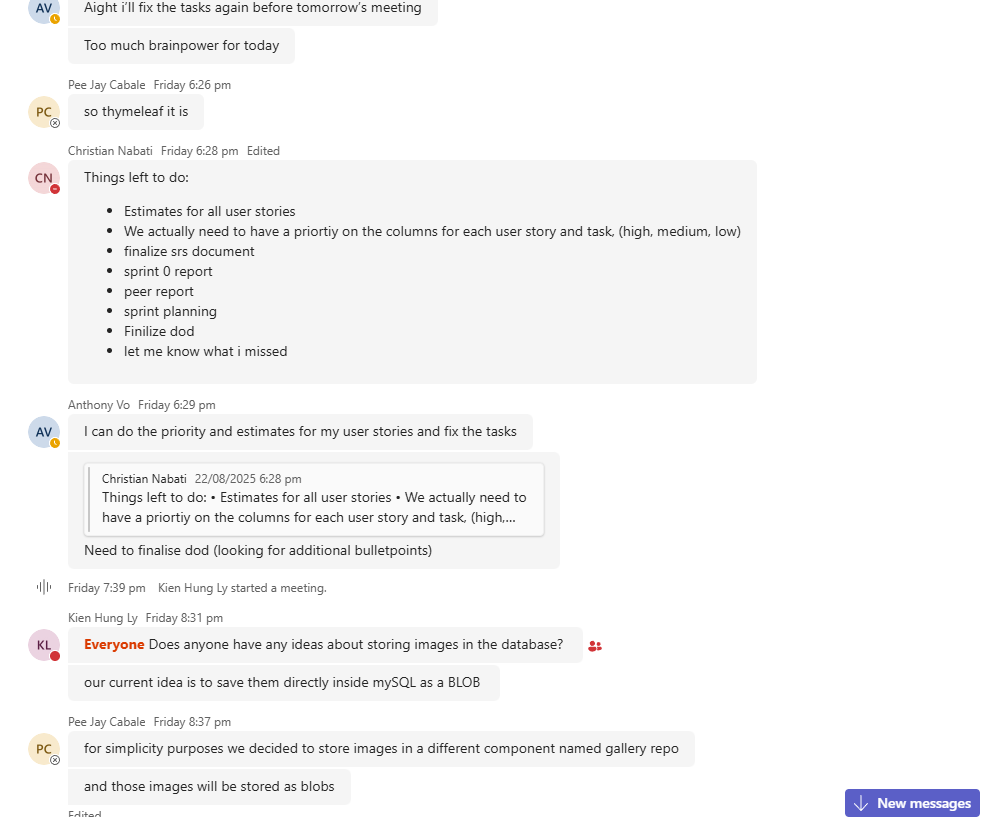 AV
Aight i'll fix the tasks again before tomorrow's meeting
Too much brainpower for today
Pee Jay Cabale Friday 6:26 pm
PC
so thymeleaf it is
Christian Nabati Friday 6:28 pm Edited
CN
Things left to do:
• Estimates for all user stories
• We actually need to have a priortiy on the columns for each user story and task, (high, medium, low)
• finalize srs document
• sprint 0 report
• peer report
• sprint planning
• Finilize dod
• let me know what i missed
Anthony Vo Friday 6:29 pm
AV
I can do the priority and estimates for my user stories and fix the tasks
Christian Nabati 22/08/2025 6:28 pm
Things left to do: • Estimates for all user stories • We actually need to
have a priortiy on the columns for each user story and task, (high,...
Need to finalise dod (looking for additional bulletpoints)
Friday 7:39 pm Kien Hung Ly started a meeting.
Kien Hung Ly Friday 8:31 pm
KL
Everyone Does anyone have any ideas about storing images in the database?
our current idea is to save them directly inside mySQL as a BLOB
Pee Jay Cabale Friday 8:37 pm
PC
for simplicity purposes we decided to store images in a different component named gallery repo
and those images will be stored as blobs
Edited
New messages